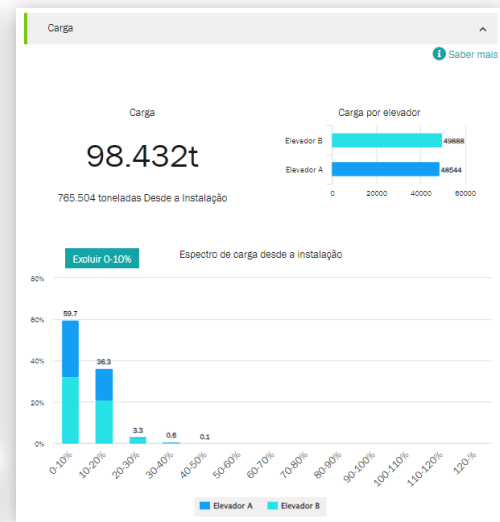 Carga
Saber mais
Carga
98.432t
765.504 toneladas Desde a Instalação
Carga por elevador
Elevador B
49888
Elevador A
48544
0 20000 40000 60000
Excluir 0-10%
Espectro de carga desde a instalação
80%
60%
40%
20%
0%
59.7
36.3
3.3
0.6
0.1
0-10% 10-20% 20-30% 30-40% 40-50% 50-60% 60-70% 70-80% 80-90% 90-100% 100-110% 110-120% 120-%
Elevador A Elevador B